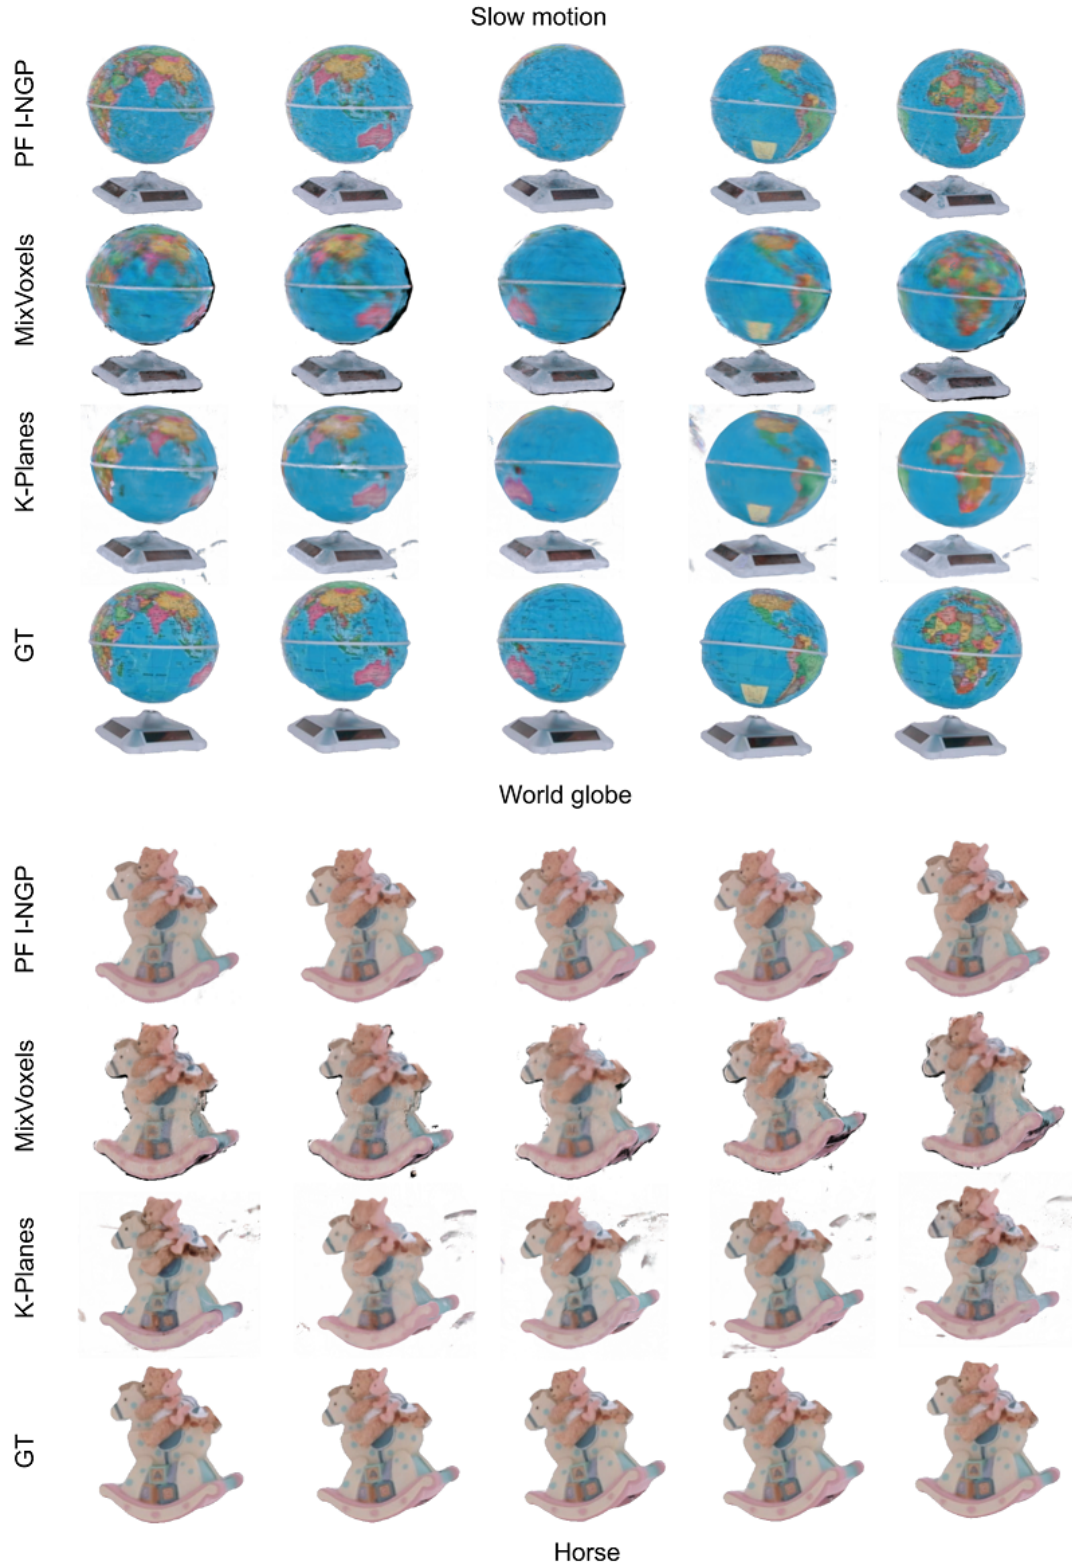 Slow motion
PF I-NGP
MixVoxels
K-Planes
GT
World globe
PF I-NGP
MixVoxels
K-Planes
GT
Horse